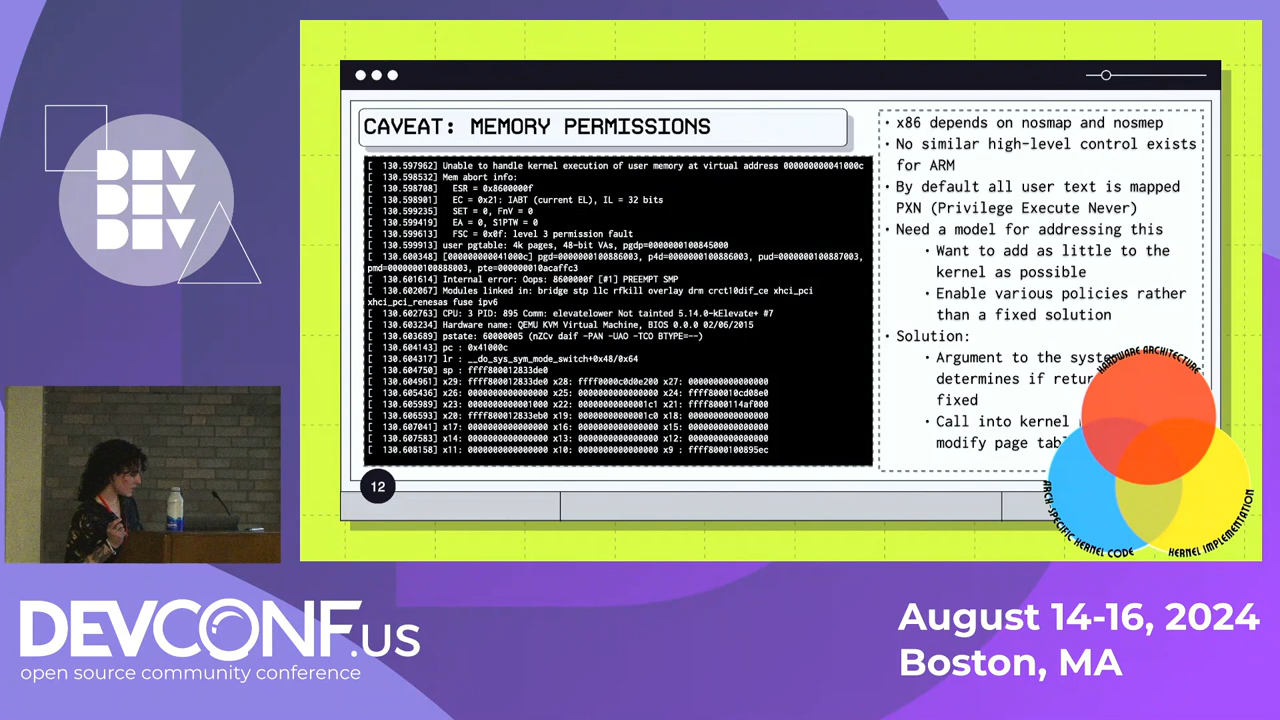 DEV
DEV
DEV
CAVEAT: MEMORY PERMISSIONS
[ 130.597962] Unable to handle kernel execution of user memory at virtual address 000000000041000c
[ 130.598532] Mem abort info:
[ 130.598708] ESR = 0x8600000f
[ 130.598901] EC = 0x21: IABT (current EL), IL = 32 bits
[ 130.599235] SET = 0, FnV = 0
[ 130.599419] EA = 0, S1PTW = 0
[ 130.599613] FSC = 0x0f: level 3 permission fault
[ 130.599913] user pgtable: 4k pages, 48-bit VAs, pgdp=0000000100845000
[ 130.600348] [000000000041000c] pgd=0800000100886003, p4d=0800000100886003, pud=0800000100887003,
pmd=0800000100888003, pte=000000010acaffc3
[ 130.601614] Internal error: Oops: 8600000f [#1] PREEMPT SMP
[ 130.602067] Modules linked in: bridge stp llc rfkill overlay drm crct10dif_ce xhci_pci
xhci_pci_renesas fuse ipv6
[ 130.602763] CPU: 3 PID: 895 Comm: elevatelower Not tainted 5.14.0-kElevate+ #7
[ 130.603234] Hardware name: QEMU KVM Virtual Machine, BIOS 0.0.0 02/06/2015
[ 130.603689] pstate: 60000005 (nZCv daif -PAN -UAO -TCO BTYPE=--)
[ 130.604143] pc : 0x41000c
[ 130.604317] lr : __do_sys_sym_mode_switch+0x48/0x64
[ 130.604750] sp : ffff800012833de0
[ 130.604961] x29: ffff800012833de0 x28: ffff0000c0d0e200 x27: 0000000000000000
[ 130.605436] x26: 0000000000000000 x25: 0000000000000000 x24: ffff800010cd08e0
[ 130.605989] x23: 0000000000001000 x22: 00000000000001c1 x21: ffff8000114af000
[ 130.606593] x20: ffff800012833eb0 x19: 00000000000001c0 x18: 0000000000000000
[ 130.607041] x17: 0000000000000000 x16: 0000000000000000 x15: 0000000000000000
[ 130.607583] x14: 0000000000000000 x13: 0000000000000000 x12: 0000000000000000
[ 130.608158] x11: 0000000000000000 x10: 0000000000000000 x9 : ffff8000100895ec
12
• x86 depends on nosmap and nosmep
• No similar high-level control exists
for ARM
• By default all user text is mapped
PXN (Privilege Execute Never)
• Need a model for addressing this
• Want to add as little to the
kernel as possible
• Enable various policies rather
than a fixed solution
• Solution:
• Argument to the syste
determines if retur
fixed
• Call into kernel
modify page tab
HARDWARE ARCHITECTURE
ARCH-SPECIFIC KERNEL CODE
KERNEL IMPLEMENTATION
DEVCONF.US
open source community conference
August 14-16, 2024
Boston, MA